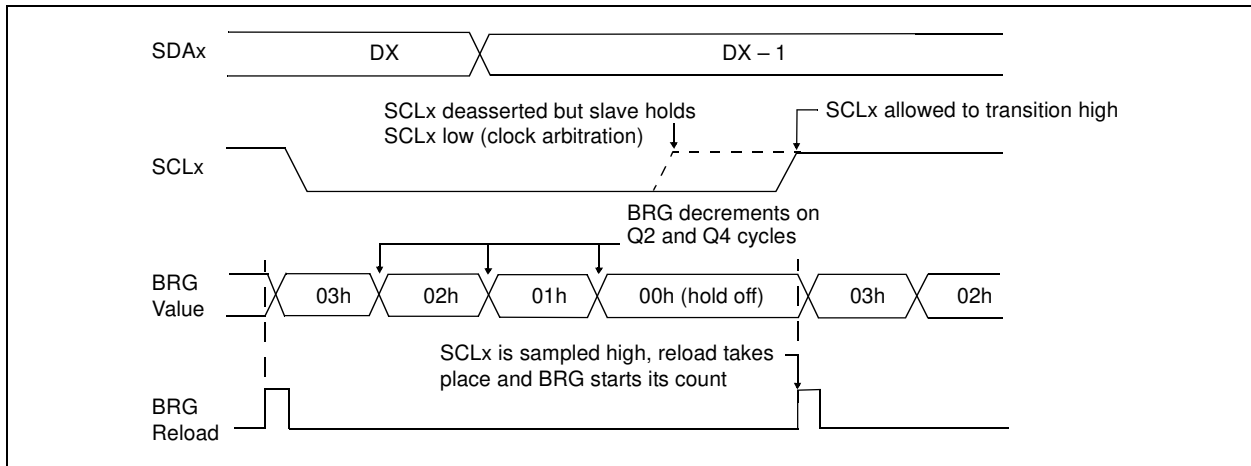 SDAx
DX
DX – 1
SCLx deasserted but slave holds
SCLx low (clock arbitration)
SCLx allowed to transition high
SCLx
BRG decrements on
Q2 and Q4 cycles
BRG
Value
03h
02h
01h
00h (hold off)
03h
02h
SCLx is sampled high, reload takes
place and BRG starts its count
BRG
Reload